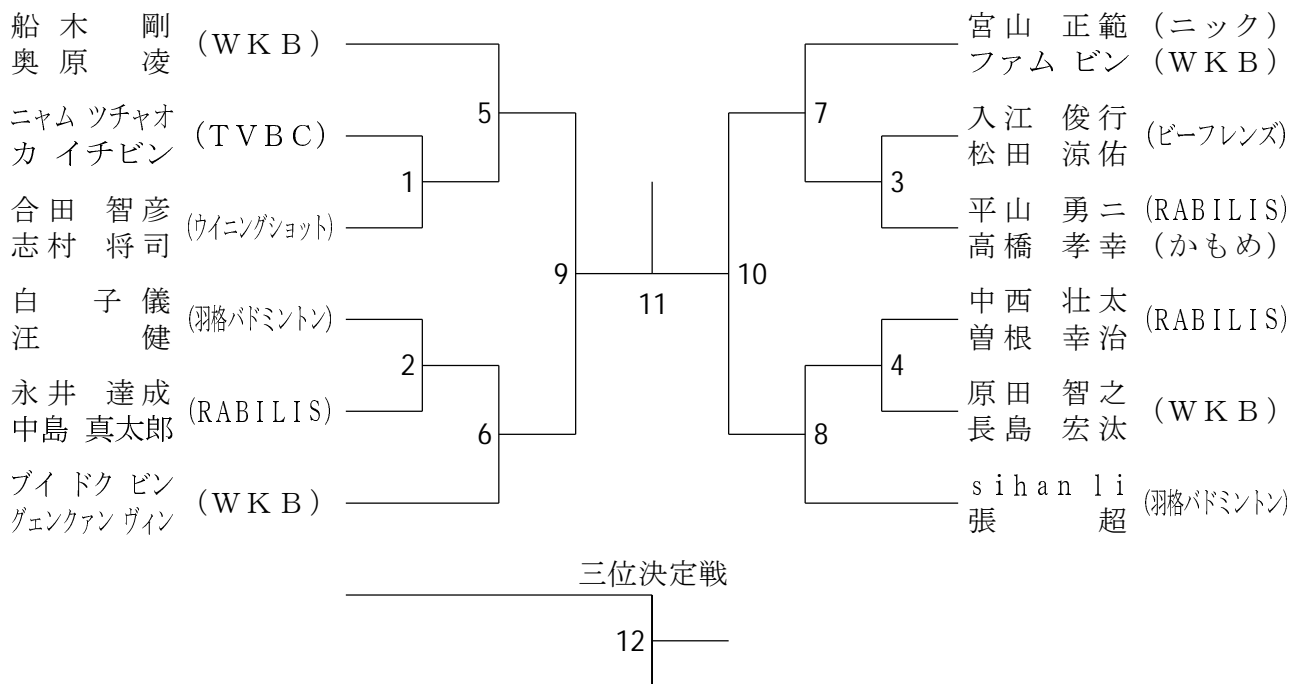 船木 剛 (WKB)
奥原 凌
ニャム ツチャオ (TVBC)
カ イチビン
合田 智彦 (ウイニングショット)
志村 将司
白 子儀 (羽格バドミントン)
汪 健
永井 達成 (RABILIS)
中島 真太郎
ブイ ドク ビン (WKB)
グェンクァン ヴィン
5
1
9
2
6
11
7
3
10
4
8
宮山 正範 (ニック)
ファム ビン (WKB)
入江 俊行 (ビーフレンズ)
松田 涼佑
平山 勇二 (RABILIS)
高橋 孝幸 (かもめ)
中西 壮太 (RABILIS)
曽根 幸治
原田 智之 (WKB)
長島 宏汰
sihan li (羽格バドミントン)
張 超
三位決定戦
12